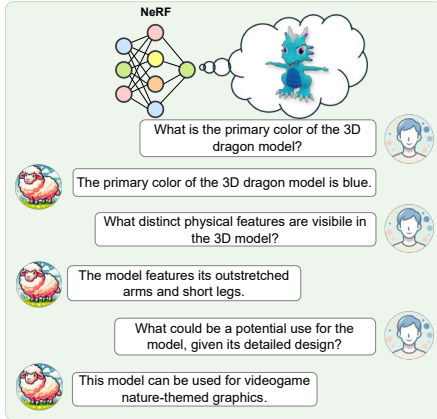 NeRF
What is the primary color of the 3D
dragon model?
The primary color of the 3D dragon model is blue.
What distinct physical features are visibile in
the 3D model?
The model features its outstretched
arms and short legs.
What could be a potential use for the
model, given its detailed design?
This model can be used for videogame
nature-themed graphics.